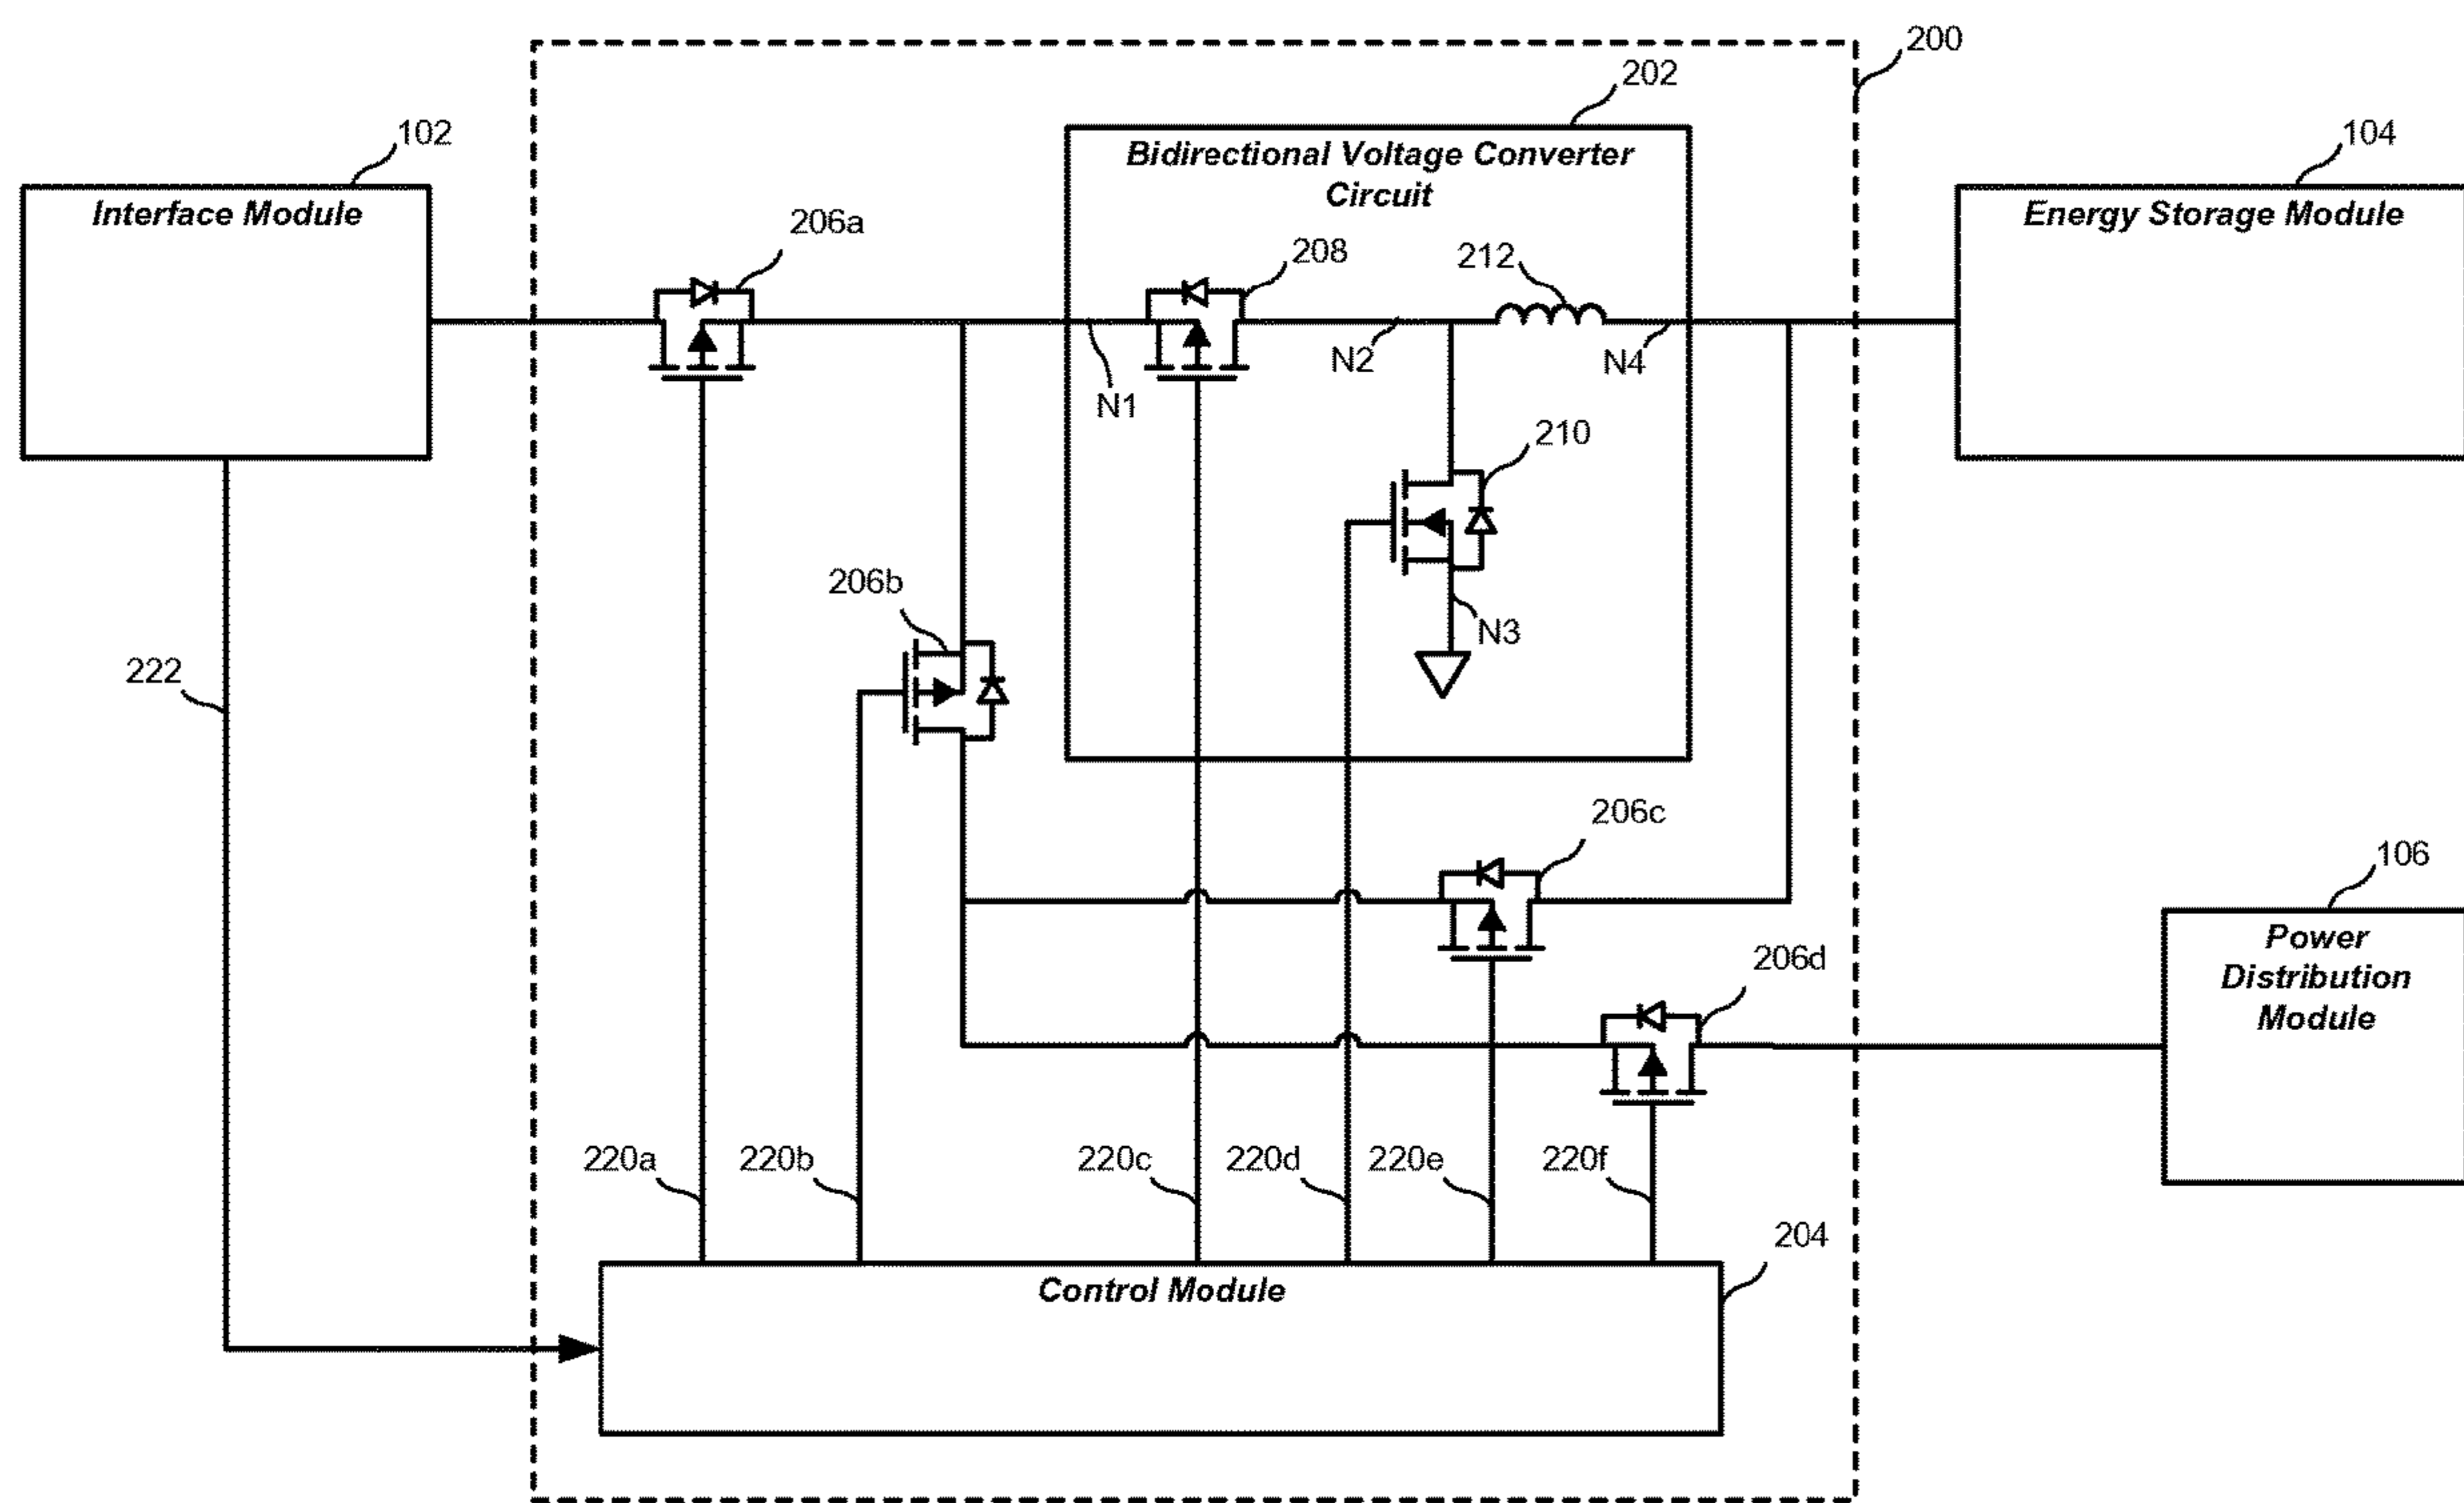 200
202
102
104
Bidirectional Voltage Converter
Circuit
Interface Module
206a
Energy Storage Module
208
212
N2
N4
N1
210
206b
N3
222
206c
106
Power
Distribution
Module
206d
220a
220b
220c
220d
220e
220f
204
Control Module